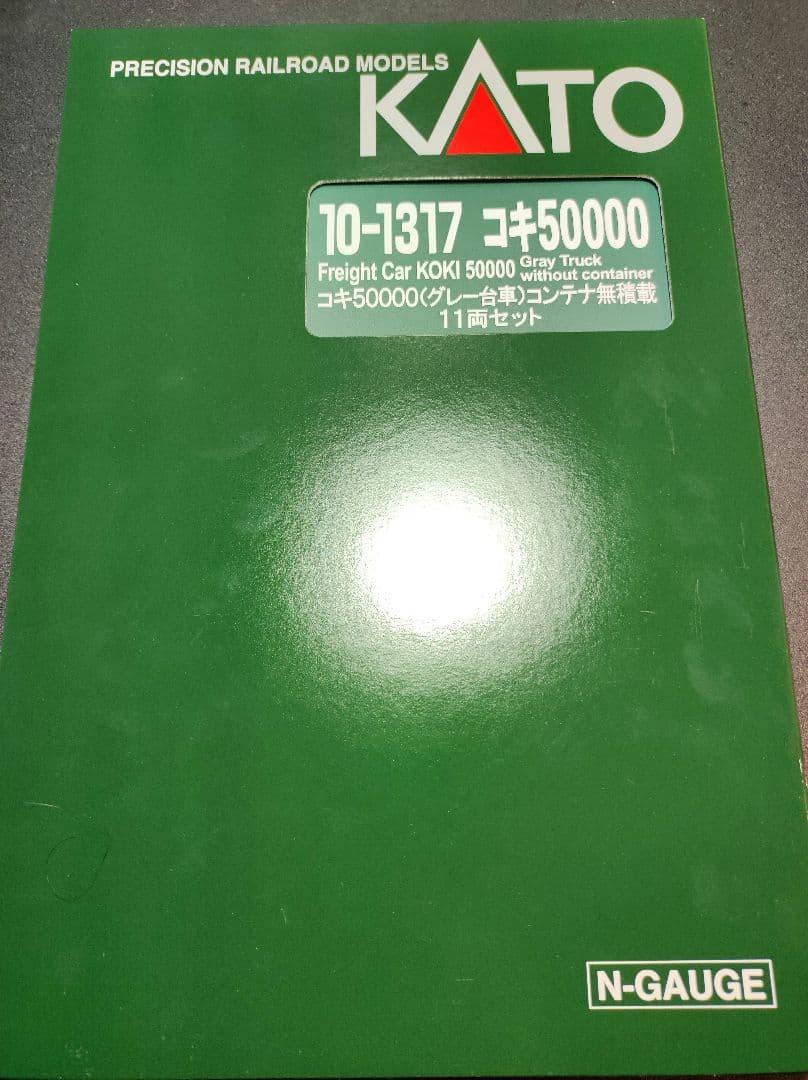 PRECISION RAILROAD MODELS
KATO
10-1317 コキ50000
Freight Car KOKI 50000 Gray Truck without container
コキ50000(グレー台車)コンテナ無積載
11両セット
N-GAUGE